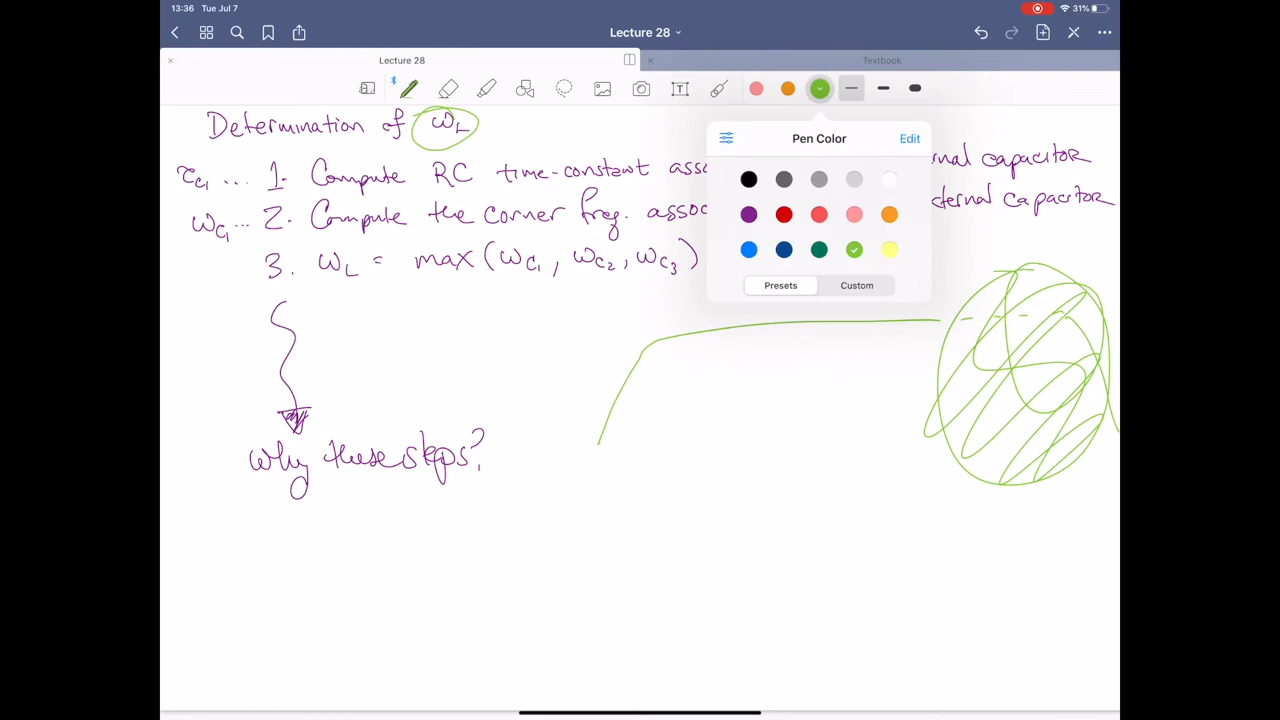 13:36 Tue Jul 7
31%
Lecture 28
Lecture 28
Textbook
Pen Color
Edit
Presets
Custom
Determination of ωL
τC1 ... 1. Compute RC time-constant asso nal capacitor
ωC1 ... 2. Compute the corner freq. assoc ternal capacitor
3. ωL = max (ωC1, ωC2, ωC3)
Why these steps?